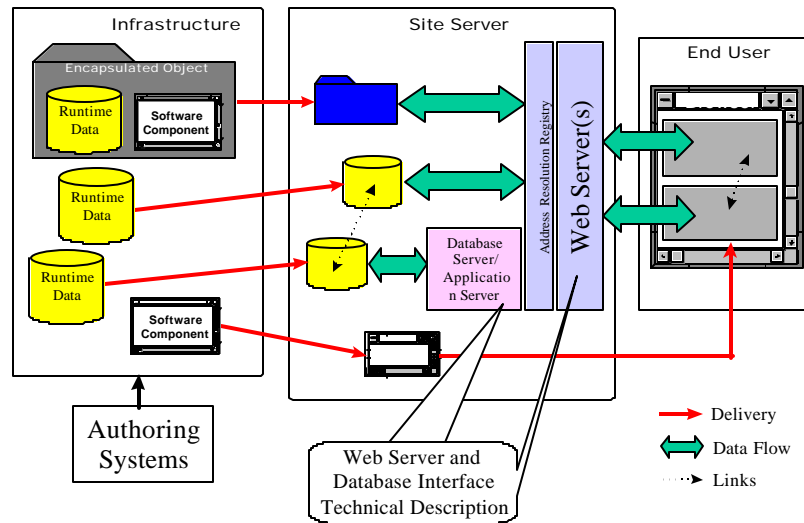 Infrastructure
Encapsulated Object
Runtime
Data
Software
Component
Runtime
Data
Runtime
Data
Software
Component
Authoring
Systems
Site Server
Database
Server/
Applicatio
n Server
Address Resolution Registry
Web Server(s)
Web Server and
Database Interface
Technical Description
End User
Delivery
Data Flow
Links